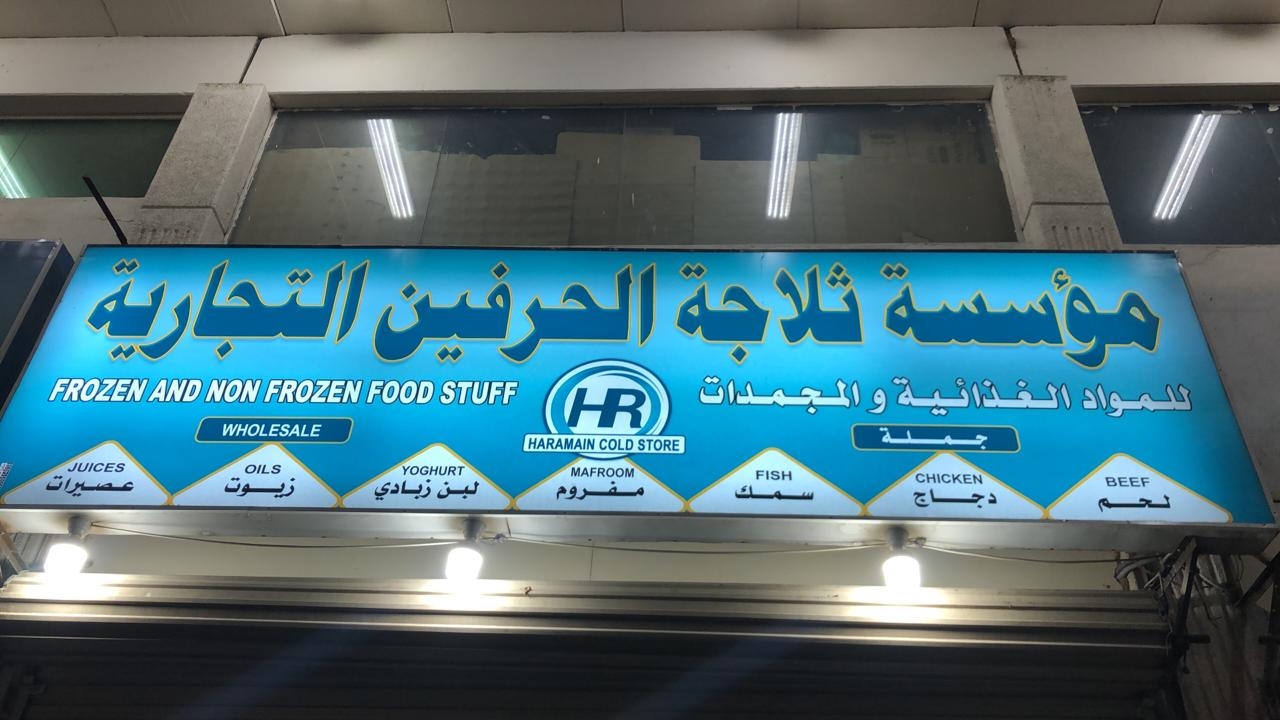 مؤسسة ثلاجة الحرفين التجارية
للمواد الغذائية و المجمدات
FROZEN AND NON FROZEN FOOD STUFF
HR
HARAMAIN COLD STORE
جملة
WHOLESALE
JUICES
عصيرات
OILS
زيوت
YOGHURT
لبن زبادي
MAFROOM
مفروم
FISH
سمك
CHICKEN
دجاج
BEEF
لحم